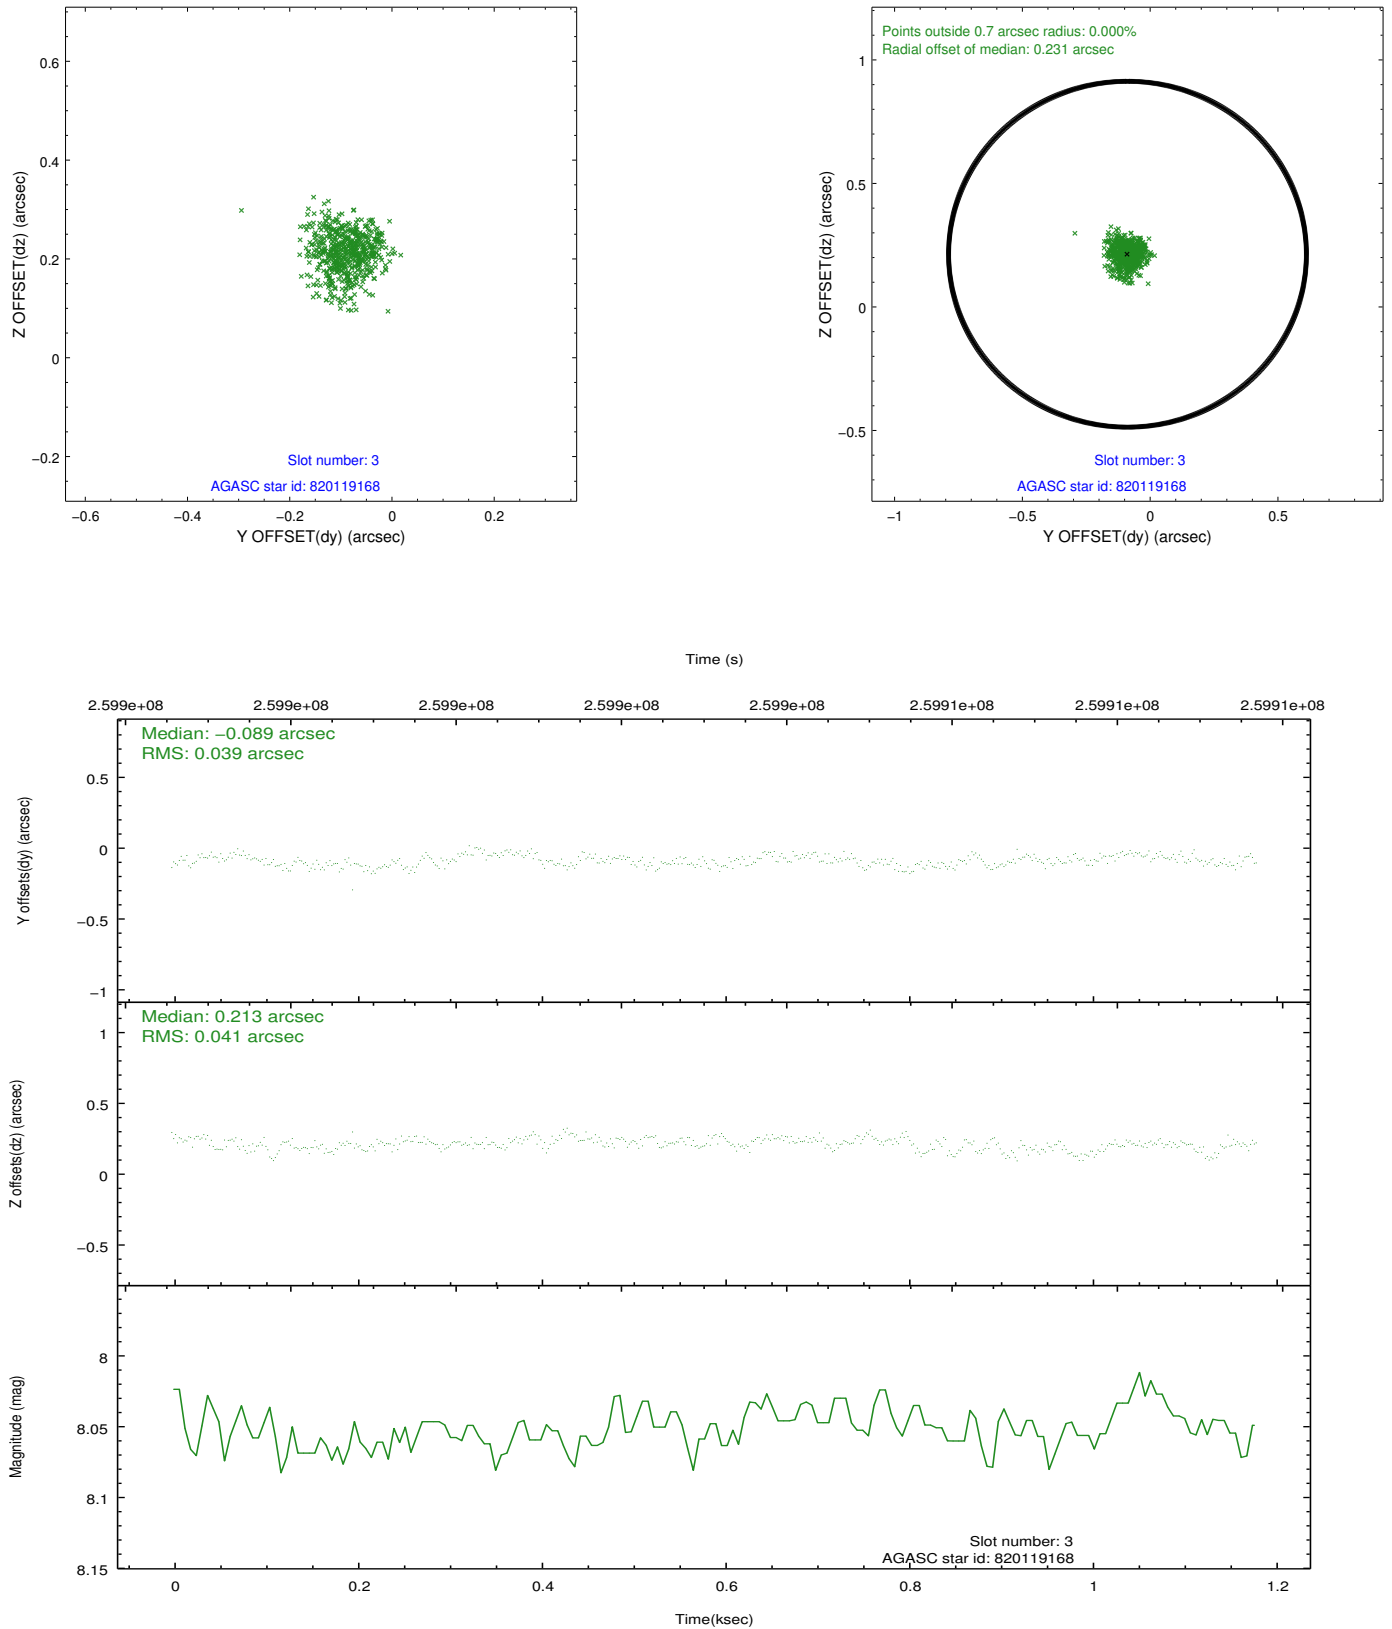 0.6
0.4
0.2
0
−0.2
Z OFFSET(dz) (arcsec)
Slot number: 3
AGASC star id: 820119168
−0.6 −0.4 −0.2 0 0.2
Y OFFSET(dy) (arcsec)
Points outside 0.7 arcsec radius: 0.000%
Radial offset of median: 0.231 arcsec
1
0.5
0
−0.5
Z OFFSET(dz) (arcsec)
Slot number: 3
AGASC star id: 820119168
−1 −0.5 0 0.5
Y OFFSET(dy) (arcsec)
Time (s)
2.599e+08 2.599e+08 2.599e+08 2.599e+08 2.599e+08 2.5991e+08 2.5991e+08 2.5991e+08
Median: −0.089 arcsec
RMS: 0.039 arcsec
0.5
0
−0.5
−1
Y offsets(dy) (arcsec)
Median: 0.213 arcsec
RMS: 0.041 arcsec
1
0.5
0
−0.5
Z offsets(dz) (arcsec)
8
8.05
8.1
8.15
Magnitude (mag)
Slot number: 3
AGASC star id: 820119168
0 0.2 0.4 0.6 0.8 1 1.2
Time(ksec)